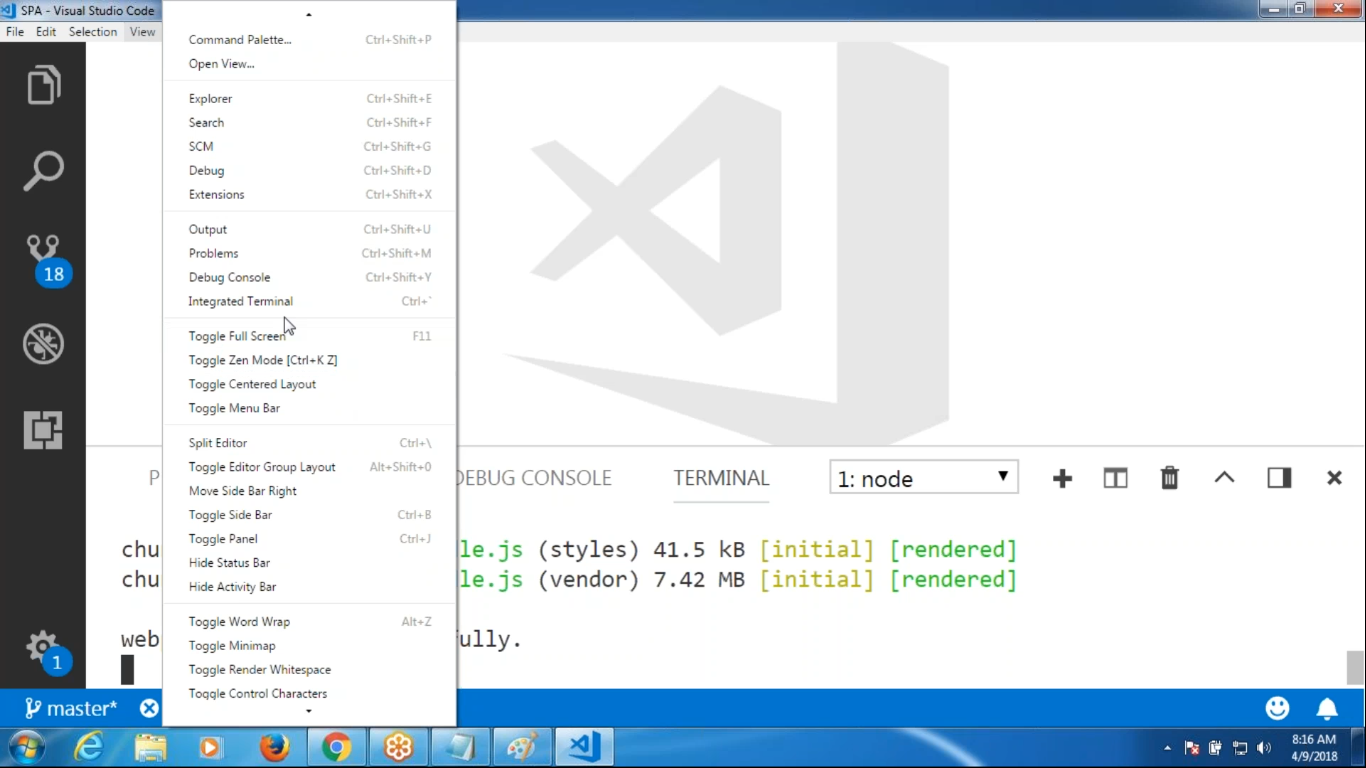 SPA - Visual Studio Code
File Edit Selection View
Command Palette... Ctrl+Shift+P
Open View...
Explorer Ctrl+Shift+E
Search Ctrl+Shift+F
SCM Ctrl+Shift+G
Debug Ctrl+Shift+D
Extensions Ctrl+Shift+X
Output Ctrl+Shift+U
Problems Ctrl+Shift+M
Debug Console Ctrl+Shift+Y
Integrated Terminal Ctrl+`
Toggle Full Screen F11
Toggle Zen Mode [Ctrl+K Z]
Toggle Centered Layout
Toggle Menu Bar
Split Editor Ctrl+\
Toggle Editor Group Layout Alt+Shift+0
Move Side Bar Right
Toggle Side Bar Ctrl+B
Toggle Panel Ctrl+J
Hide Status Bar
Hide Activity Bar
Toggle Word Wrap Alt+Z
Toggle Minimap
Toggle Render Whitespace
Toggle Control Characters
18
1
P DEBUG CONSOLE TERMINAL 1: node
chu le.js (styles) 41.5 kB [initial] [rendered]
chu le.js (vendor) 7.42 MB [initial] [rendered]
web fully.
master*
8:16 AM
4/9/2018